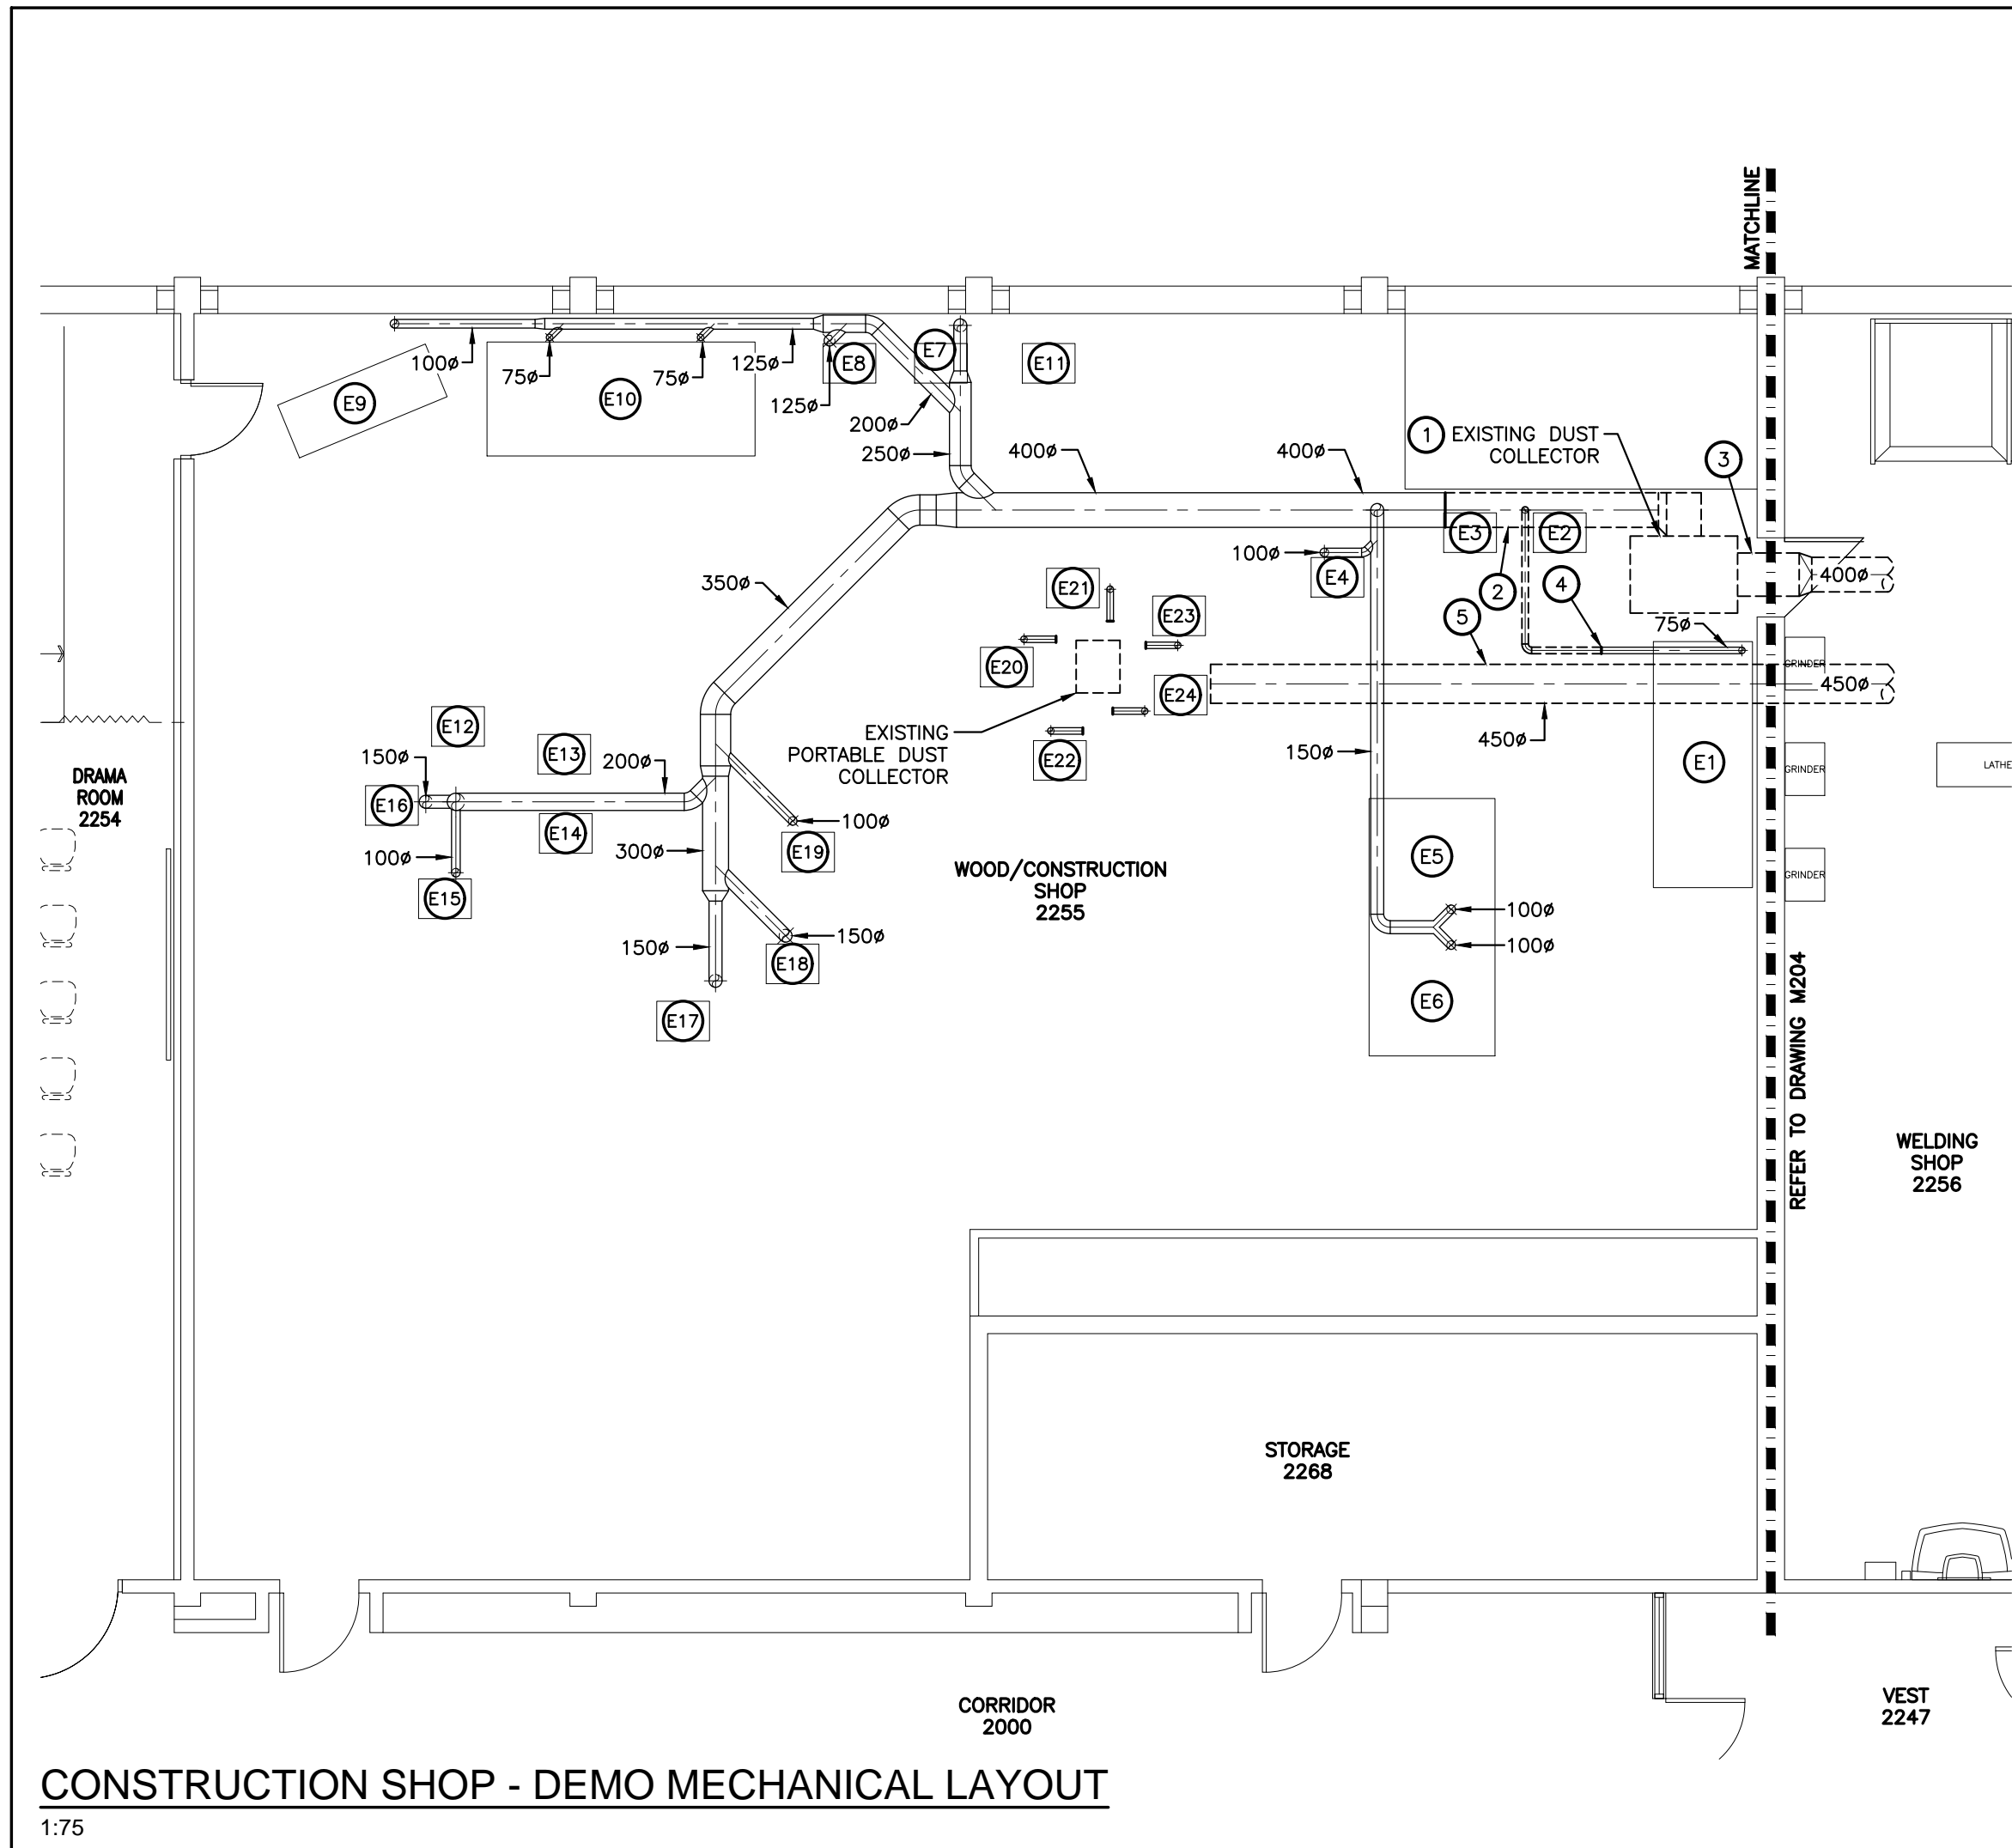 MATCHLINE
100ø
75ø
75ø
125ø
E8
E7
E11
E9
E10
125ø
200ø
250ø
400ø
400ø
1 EXISTING DUST
COLLECTOR
3
E3
E2
100ø
E4
2
4
400ø
350ø
E21
E23
5
75ø
GRINDER
E20
E24
450ø
EXISTING
PORTABLE DUST
COLLECTOR
E22
150ø
450ø
E1
GRINDER
LATHE
E12
E13
150ø
200ø
DRAMA
ROOM
2254
E16
E14
100ø
E19
300ø
100ø
E15
WOOD/CONSTRUCTION
SHOP
2255
E5
GRINDER
100ø
100ø
150ø
150ø
E18
E17
E6
REFER TO DRAWING M204
WELDING
SHOP
2256
STORAGE
2268
CORRIDOR
2000
VEST
2247
CONSTRUCTION SHOP - DEMO MECHANICAL LAYOUT
1:75